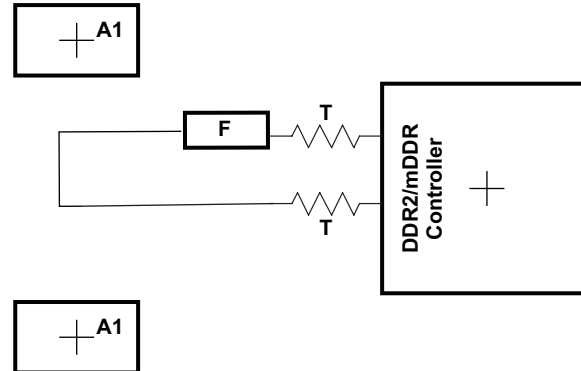 A1
F
T
T
DDR2/mDDR
Controller
A1